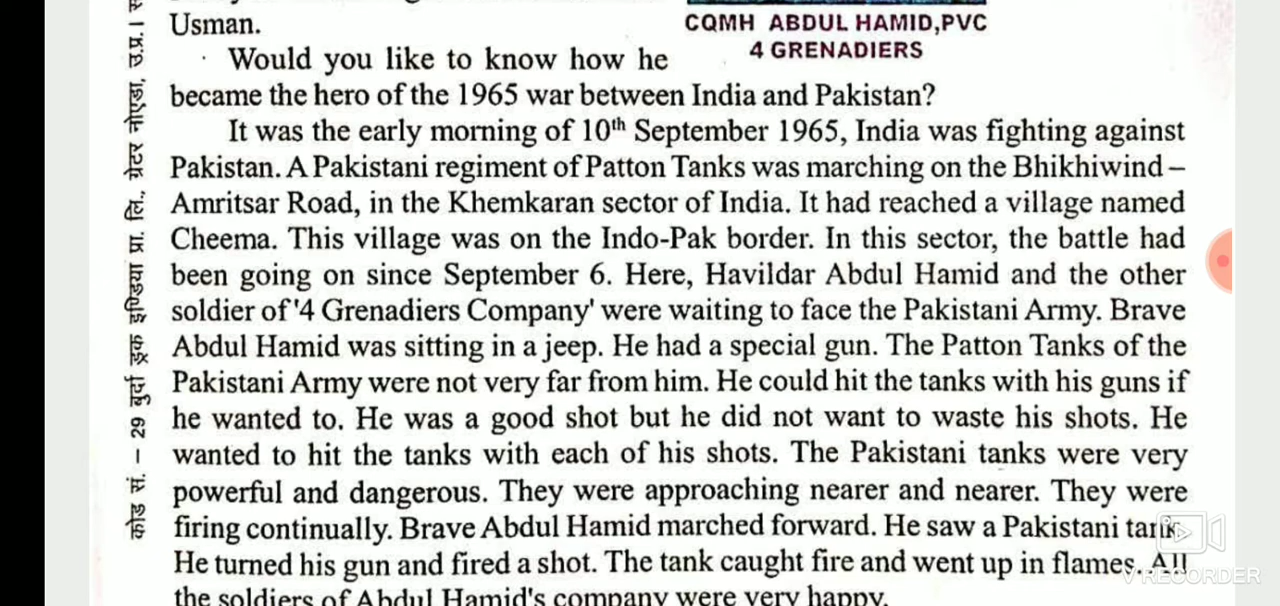 Usman.
CQMH ABDUL HAMID,PVC
4 GRENADIERS
Would you like to know how he
became the hero of the 1965 war between India and Pakistan?
It was the early morning of 10th September 1965, India was fighting against
Pakistan. A Pakistani regiment of Patton Tanks was marching on the Bhikhiwind –
Amritsar Road, in the Khemkaran sector of India. It had reached a village named
Cheema. This village was on the Indo-Pak border. In this sector, the battle had
been going on since September 6. Here, Havildar Abdul Hamid and the other
soldier of '4 Grenadiers Company' were waiting to face the Pakistani Army. Brave
Abdul Hamid was sitting in a jeep. He had a special gun. The Patton Tanks of the
Pakistani Army were not very far from him. He could hit the tanks with his guns if
he wanted to. He was a good shot but he did not want to waste his shots. He
wanted to hit the tanks with each of his shots. The Pakistani tanks were very
powerful and dangerous. They were approaching nearer and nearer. They were
firing continually. Brave Abdul Hamid marched forward. He saw a Pakistani tank.
He turned his gun and fired a shot. The tank caught fire and went up in flames. All
the soldiers of Abdul Hamid's company were very happy.
कोड सं. – 29 बुर्दा ड्रक इण्डिया प्रा. लि. ग्रेटर नोएडा, उ.प्र. ।
V RECORDER